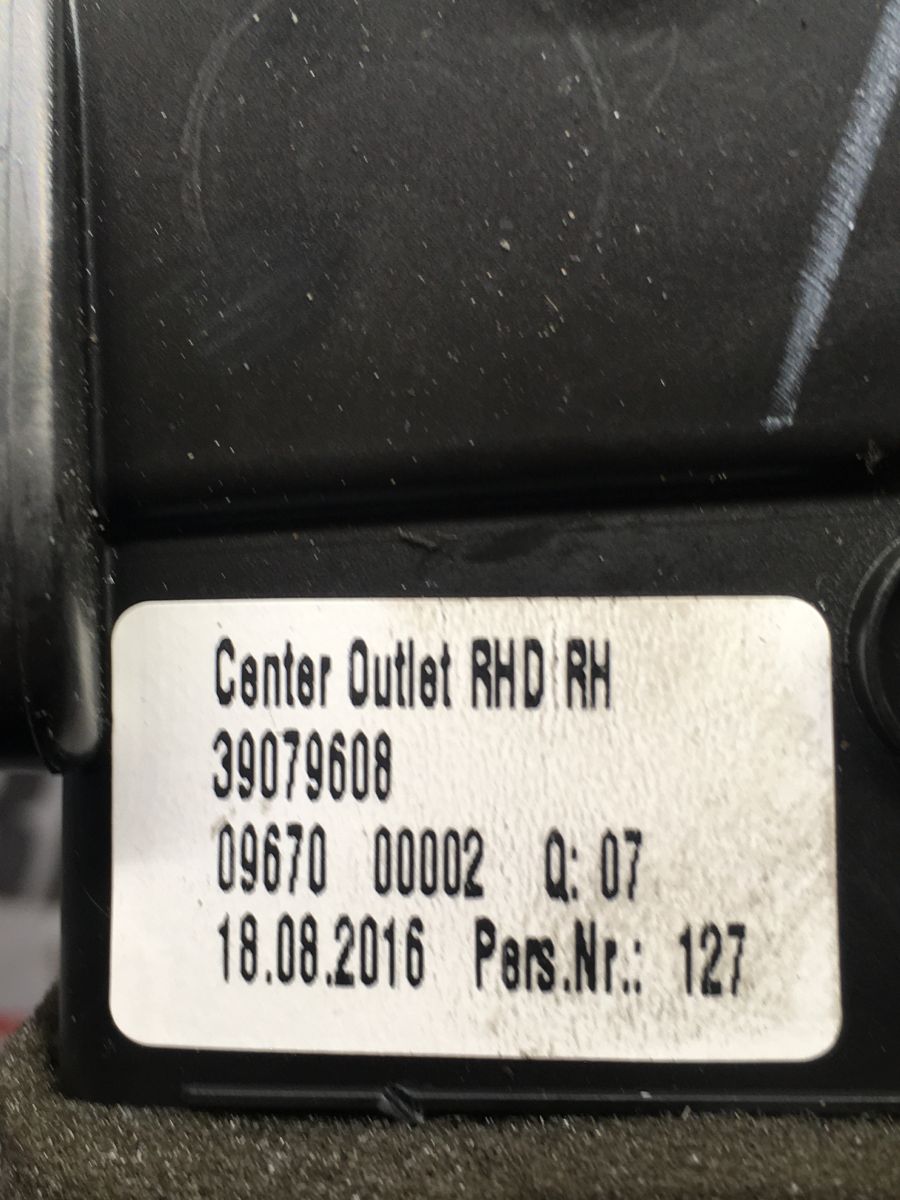 Center Outlet RHD RH
39079608
09670 00002 Q: 07
18.08.2016 Pers.Nr.: 127